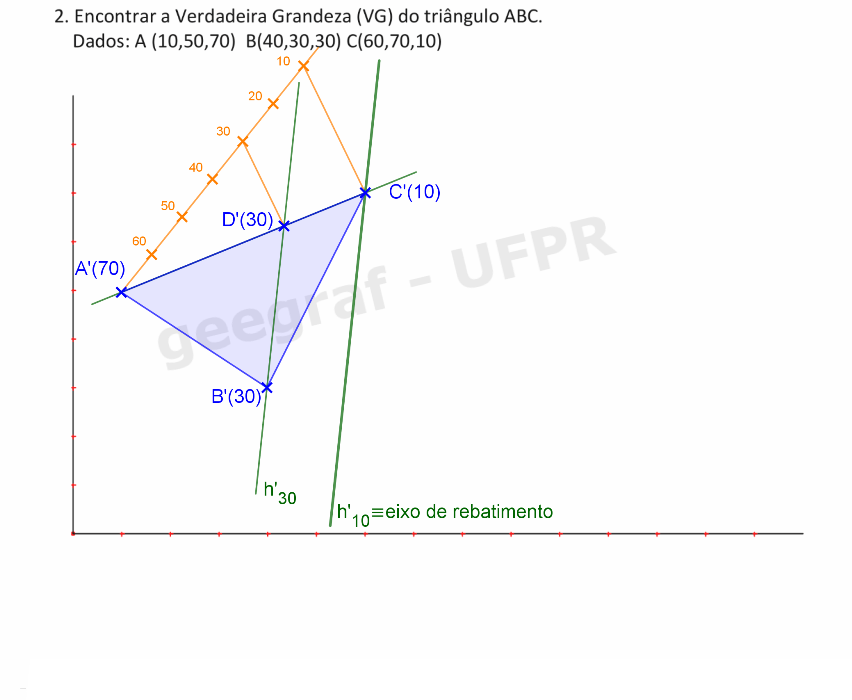 2. Encontrar a Verdadeira Grandeza (VG) do triângulo ABC.
Dados: A (10,50,70)  B(40,30,30) C(60,70,10)
10
20
30
40
50
60
C'(10)
D'(30)
A'(70)
geegraf - UFPR
B'(30)
h'30
h'10≡eixo de rebatimento